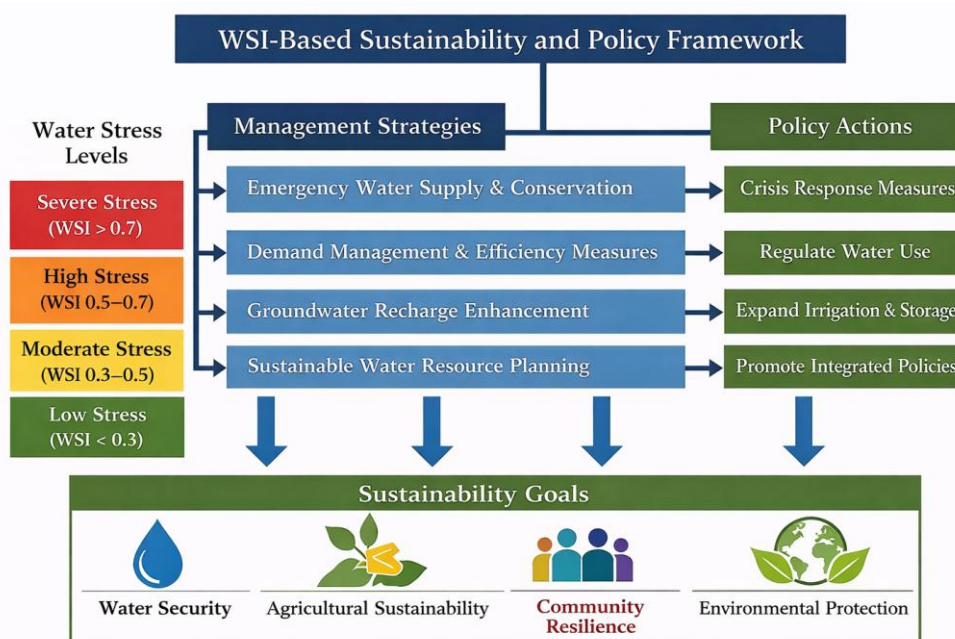 WSI-Based Sustainability and Policy Framework
Water Stress
Levels
Severe Stress
(WSI > 0.7)
High Stress
(WSI 0.5–0.7)
Moderate Stress
(WSI 0.3–0.5)
Low Stress
(WSI < 0.3)
Management Strategies
Policy Actions
Emergency Water Supply & Conservation
Crisis Response Measures
Demand Management & Efficiency Measures
Regulate Water Use
Groundwater Recharge Enhancement
Expand Irrigation & Storage
Sustainable Water Resource Planning
Promote Integrated Policies
Sustainability Goals
Water Security
Agricultural Sustainability
Community
Resilience
Environmental Protection